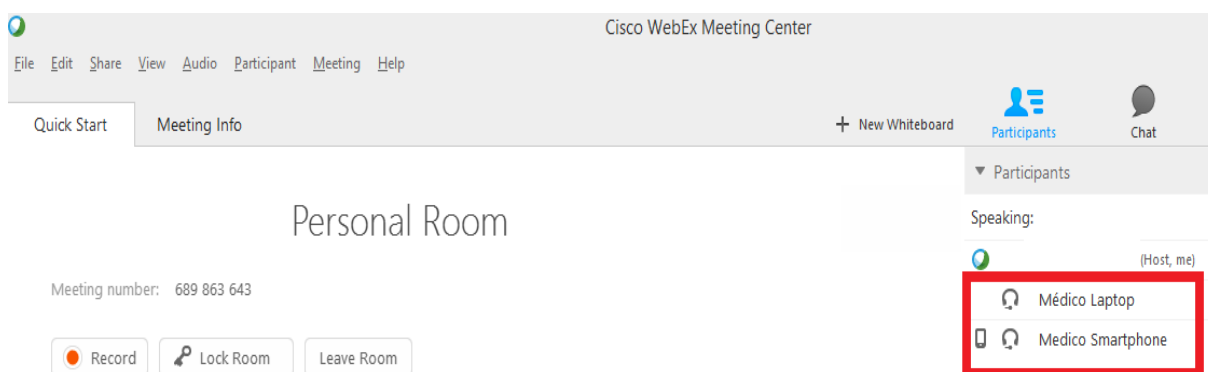 Cisco WebEx Meeting Center
File Edit Share View Audio Participant Meeting Help
Quick Start Meeting Info + New Whiteboard Participants Chat
Participants
Personal Room
Speaking:
(Host, me)
Meeting number: 689 863 643
Médico Laptop
Medico Smartphone
Record Lock Room Leave Room